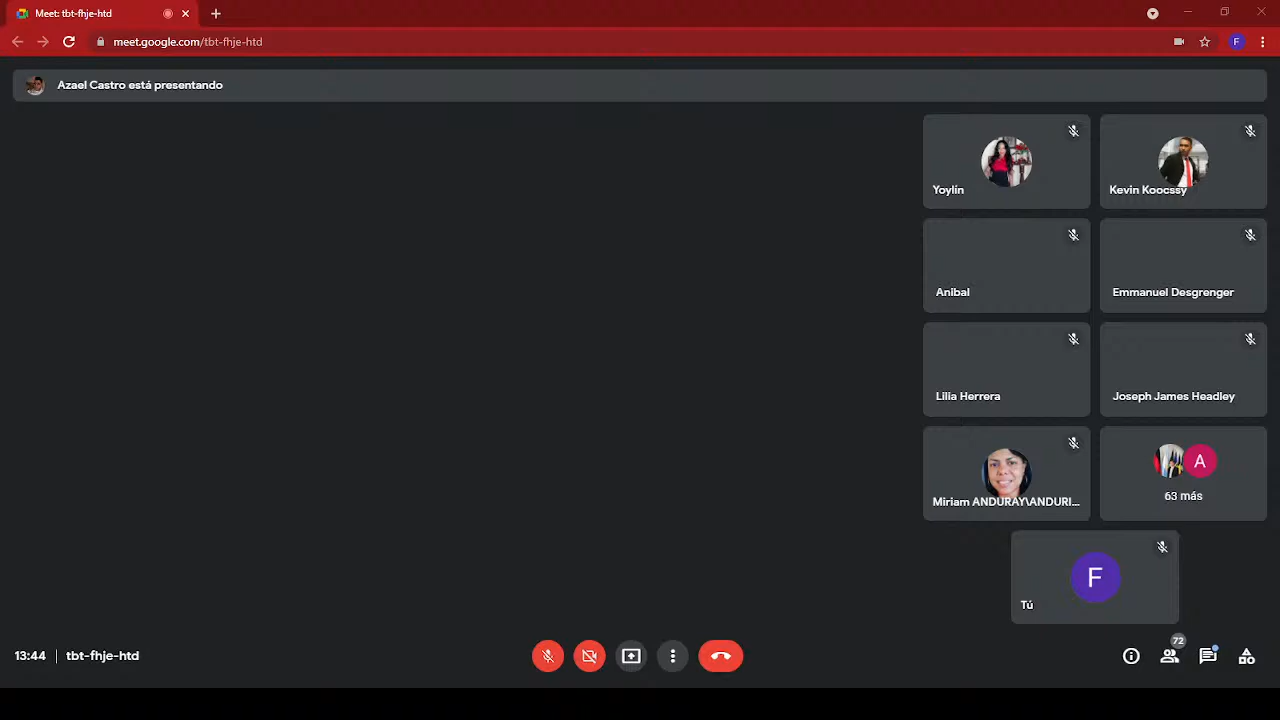 Meet: tbt-fhje-htd
meet.google.com/tbt-fhje-htd
F
Azael Castro está presentando
Yoylín
Kevin Koocssy
Anibal
Emmanuel Desgrenger
Lilia Herrera
Joseph James Headley
Miriam ANDURAY\ANDURI...
A
63 más
F
Tú
13:44
tbt-fhje-htd
72